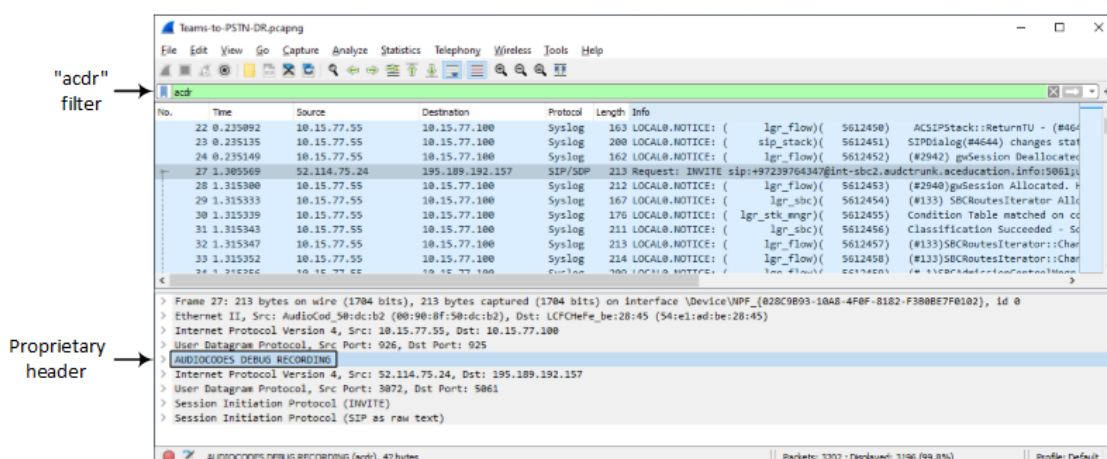 Teams-to-PSTN-DR.pcapng
File Edit View Go Capture Analyze Statistics Telephony Wireless Tools Help
"acdr"
filter
acdr
No. Time Source Destination Protocol Length Info
22 0.235092 10.15.77.55 10.15.77.100 Syslog 163 LOCAL0.NOTICE: ( lgr_flow)( 5612450) ACSIPStack::ReturnTU - (#464
23 0.235135 10.15.77.55 10.15.77.100 Syslog 200 LOCAL0.NOTICE: ( sip_stack)( 5612451) SIPDialog(#4644) changes stat
24 0.235149 10.15.77.55 10.15.77.100 Syslog 162 LOCAL0.NOTICE: ( lgr_flow)( 5612452) (#2942) gwSession Deallocated
27 1.305569 52.114.75.24 195.189.192.157 SIP/SDP 213 Request: INVITE sip:+97239764347@int-sbc2.audctrunk.aceducation.info:5061;u
28 1.315300 10.15.77.55 10.15.77.100 Syslog 212 LOCAL0.NOTICE: ( lgr_flow)( 5612453) (#2940)gwSession Allocated. H
29 1.315333 10.15.77.55 10.15.77.100 Syslog 167 LOCAL0.NOTICE: ( lgr_sbc)( 5612454) (#133) SBCRoutesIterator Allo
30 1.315339 10.15.77.55 10.15.77.100 Syslog 176 LOCAL0.NOTICE: ( lgr_stk_mngr)( 5612455) Condition Table matched on co
31 1.315343 10.15.77.55 10.15.77.100 Syslog 211 LOCAL0.NOTICE: ( lgr_sbc)( 5612456) Classification Succeeded - So
32 1.315347 10.15.77.55 10.15.77.100 Syslog 213 LOCAL0.NOTICE: ( lgr_flow)( 5612457) (#133)SBCRoutesIterator::Char
33 1.315352 10.15.77.55 10.15.77.100 Syslog 214 LOCAL0.NOTICE: ( lgr_flow)( 5612458) (#133)SBCRoutesIterator::Char
Frame 27: 213 bytes on wire (1704 bits), 213 bytes captured (1704 bits) on interface \Device\NPF_{028C9B93-10A8-4F0F-8182-F3B0BE7F0102}, id 0
Ethernet II, Src: AudioCod_50:dc:b2 (00:90:8f:50:dc:b2), Dst: LCFCHeFe_be:28:45 (54:e1:ad:be:28:45)
Internet Protocol Version 4, Src: 10.15.77.55, Dst: 10.15.77.100
User Datagram Protocol, Src Port: 926, Dst Port: 925
Proprietary
header
AUDIOCODES DEBUG RECORDING
Internet Protocol Version 4, Src: 52.114.75.24, Dst: 195.189.192.157
User Datagram Protocol, Src Port: 3072, Dst Port: 5061
Session Initiation Protocol (INVITE)
Session Initiation Protocol (SIP as raw text)
AUDIOCODES DEBUG RECORDING (acdr), 42 bytes Packets: 3202 · Displayed: 3196 (99.8%) Profile: Default